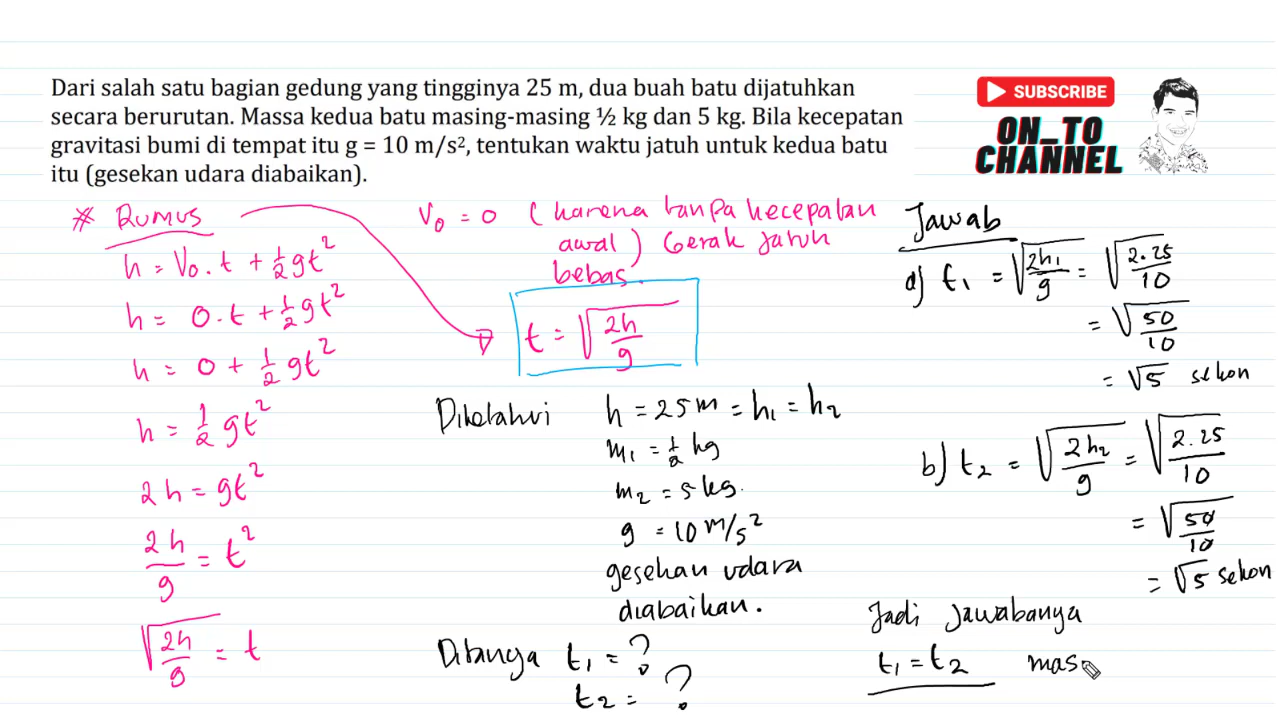 Dari salah satu bagian gedung yang tingginya 25 m, dua buah batu dijatuhkan
secara berurutan. Massa kedua batu masing-masing ½ kg dan 5 kg. Bila kecepatan
gravitasi bumi di tempat itu g = 10 m/s², tentukan waktu jatuh untuk kedua batu
itu (gesekan udara diabaikan).
SUBSCRIBE
ON_TO
CHANNEL
* Rumus
h = V₀.t + ½gt²
h = 0.t + ½gt²
h = 0 + ½gt²
h = ½gt²
2h = gt²
2h/g = t²
√(2h/g) = t
V₀ = 0 (karena tanpa kecepatan
awal) Gerak jatuh
bebas.
t = √(2h/g)
Diketahui h = 25m = h₁ = h₂
m₁ = ½ kg
m₂ = 5 kg.
g = 10 m/s²
gesekan udara
diabaikan.
Ditanya t₁ = ?
t₂ = ?
Jawab
a) t₁ = √(2h₁/g) = √(2.25/10)
= √(50/10)
= √5 sekon
b) t₂ = √(2h₂/g) = √(2.25/10)
= √(50/10)
= √5 sekon
Jadi jawabanya
t₁ = t₂ mas